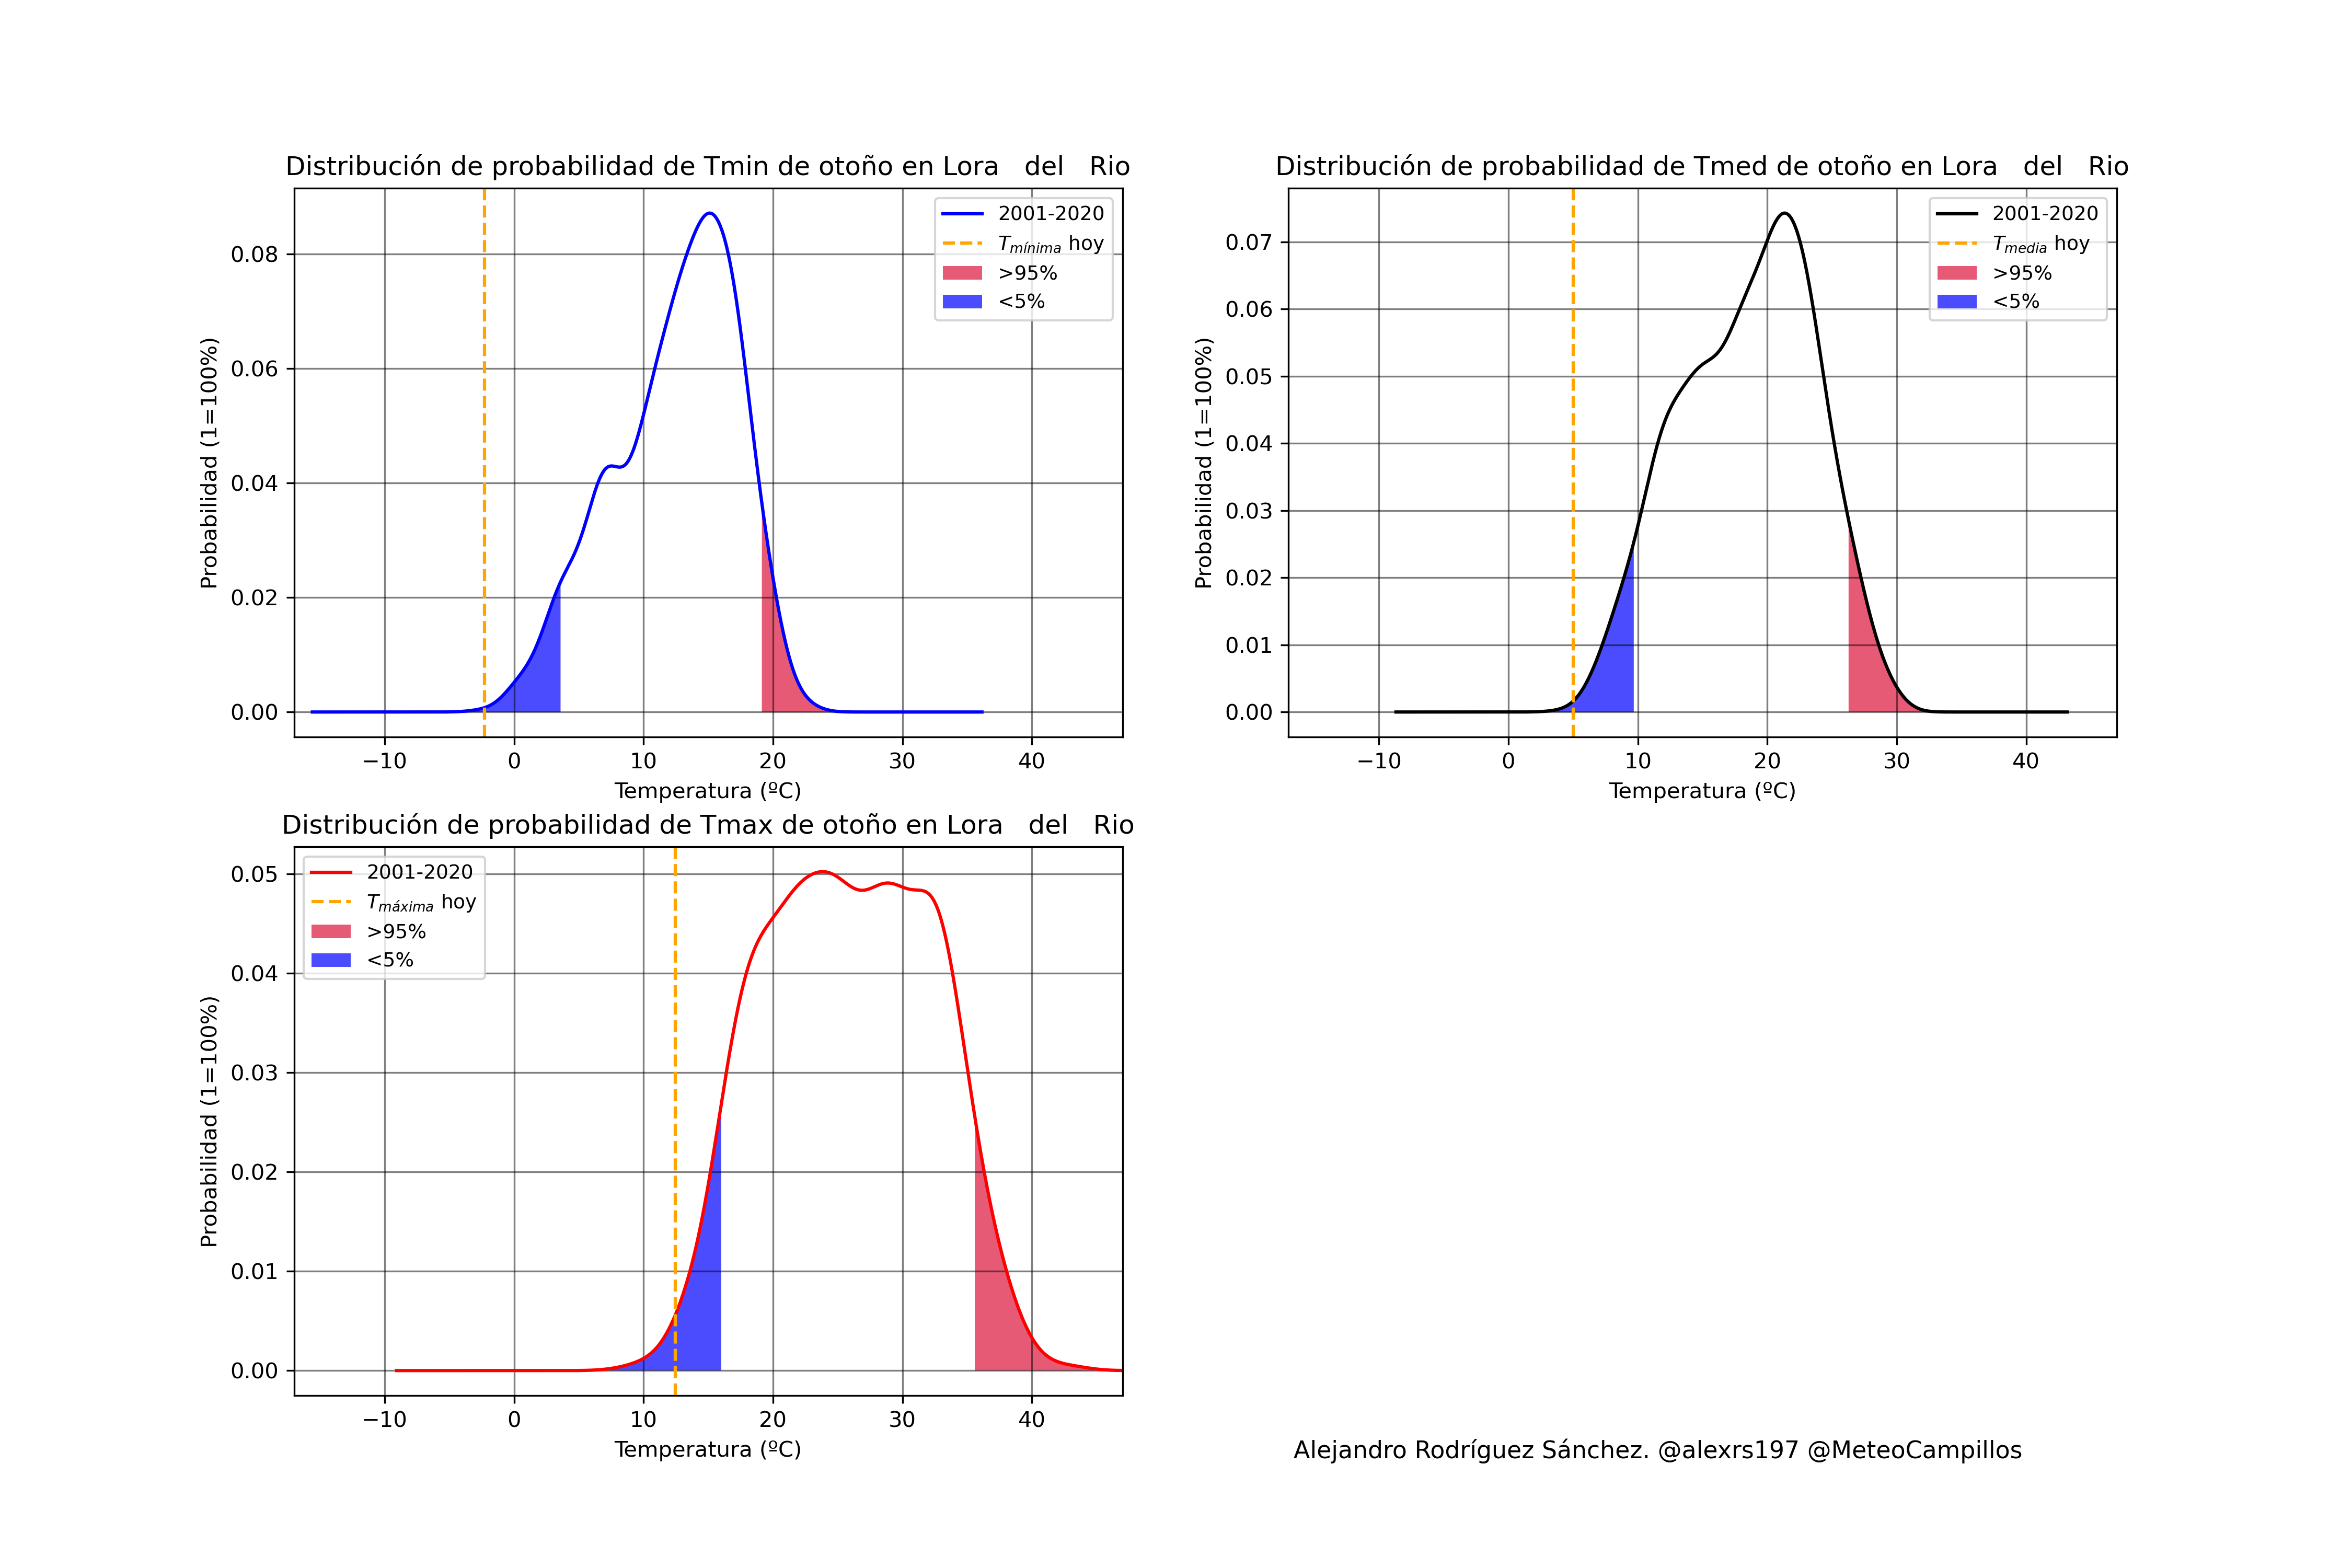 Distribución de probabilidad de Tmin de otoño en Lora   del   Rio
Probabilidad (1=100%)
0.08
0.06
0.04
0.02
0.00
2001-2020
Tmínima hoy
>95%
<5%
−10 0 10 20 30 40
Temperatura (ºC)
Distribución de probabilidad de Tmed de otoño en Lora   del   Rio
Probabilidad (1=100%)
0.07
0.06
0.05
0.04
0.03
0.02
0.01
0.00
2001-2020
Tmedia hoy
>95%
<5%
−10 0 10 20 30 40
Temperatura (ºC)
Distribución de probabilidad de Tmax de otoño en Lora   del   Rio
Probabilidad (1=100%)
0.05
0.04
0.03
0.02
0.01
0.00
2001-2020
Tmáxima hoy
>95%
<5%
−10 0 10 20 30 40
Temperatura (ºC)
Alejandro Rodríguez Sánchez. @alexrs197 @MeteoCampillos